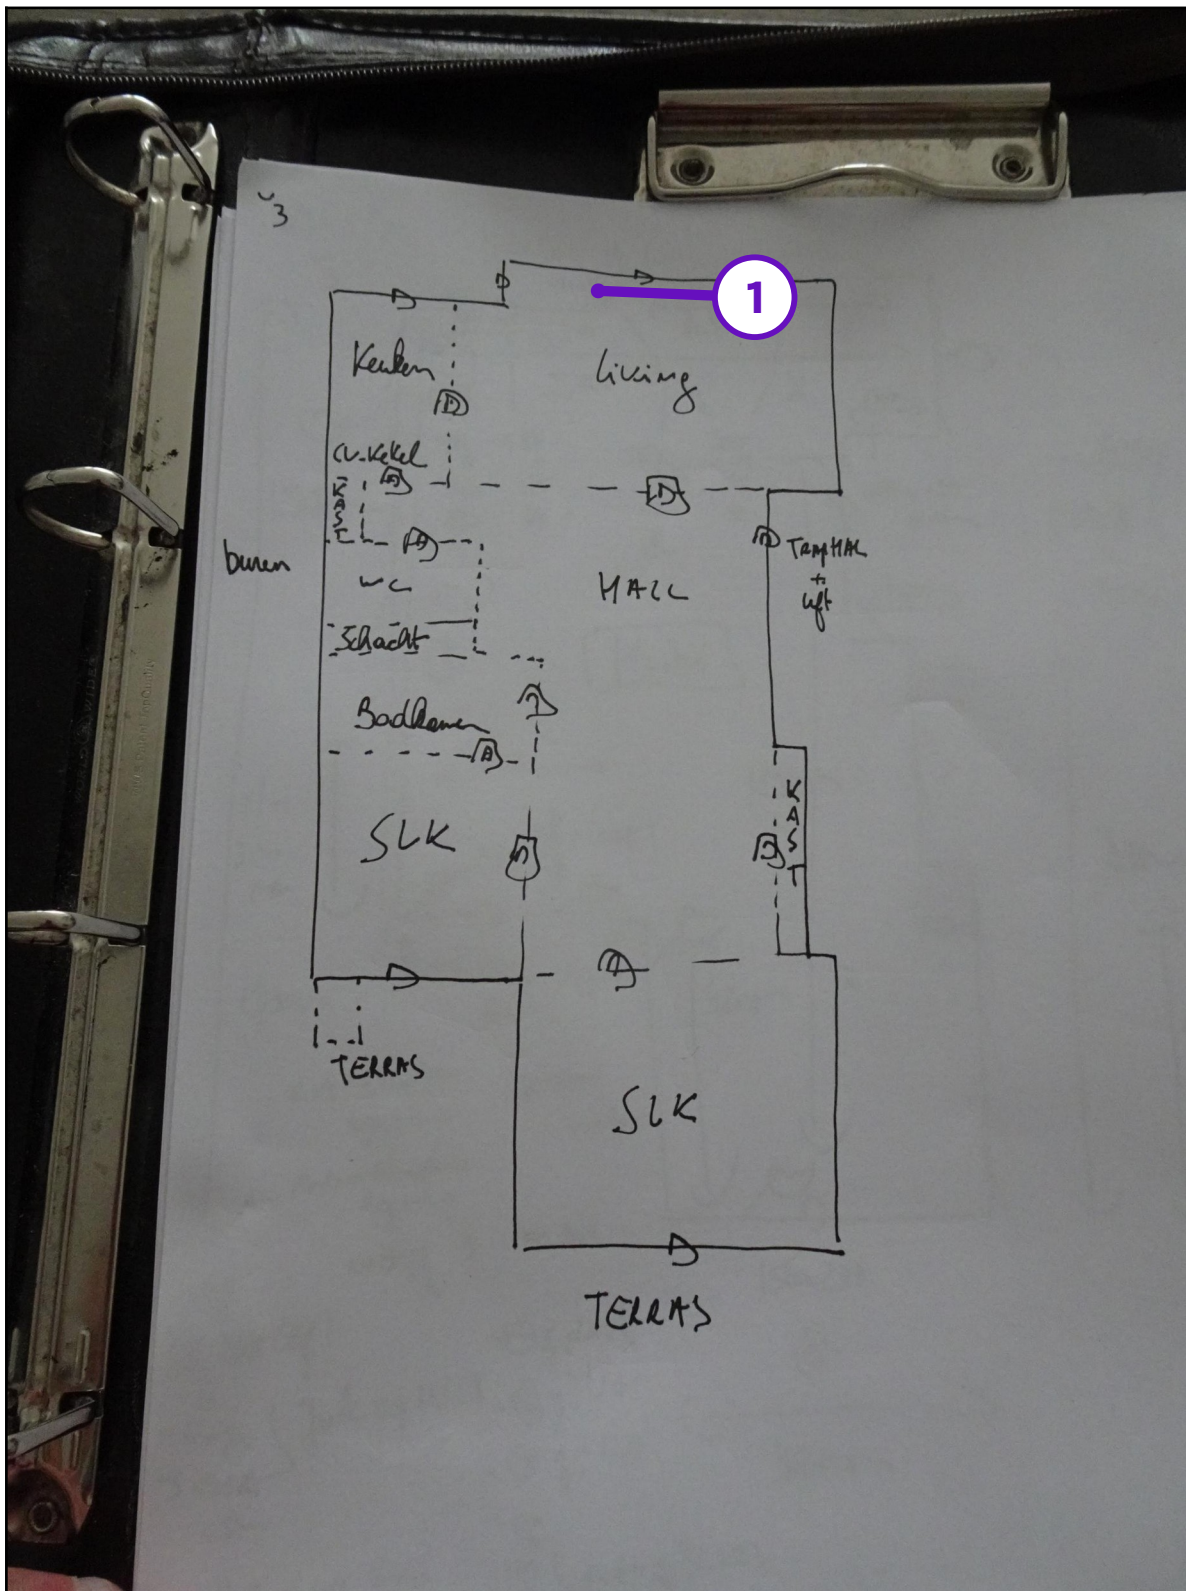 3
1
Keuken
living
CV-Ketel
KAST
buren
WC
HALL
TRAPHAL
+
lift
Schacht
Badkamer
SLK
KAST
TERRAS
SLK
TERRAS